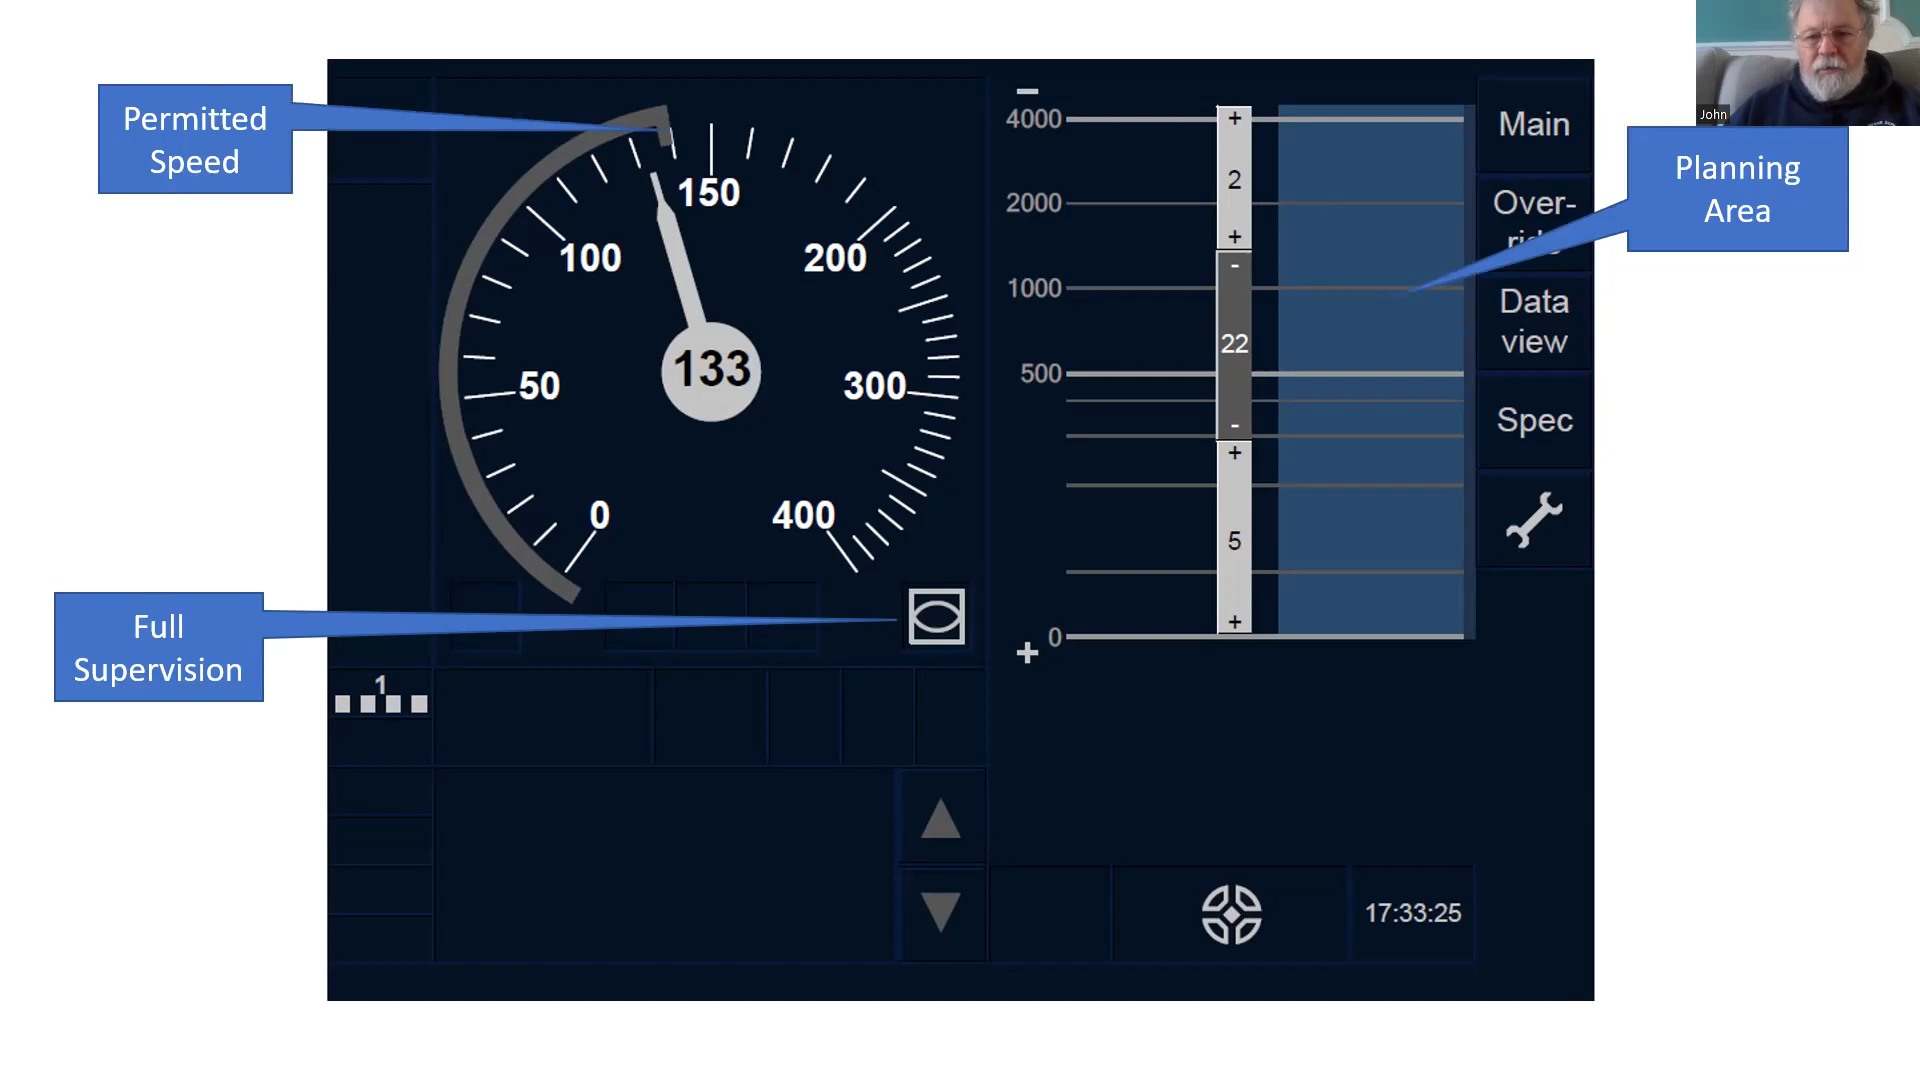 Permitted
Speed
Full
Supervision
150
100
200
133
50
300
0
400
1
4000
2000
1000
500
0
+
2
+
-
22
-
+
5
+
Main
Over-
Data
view
Spec
17:33:25
John
Planning
Area